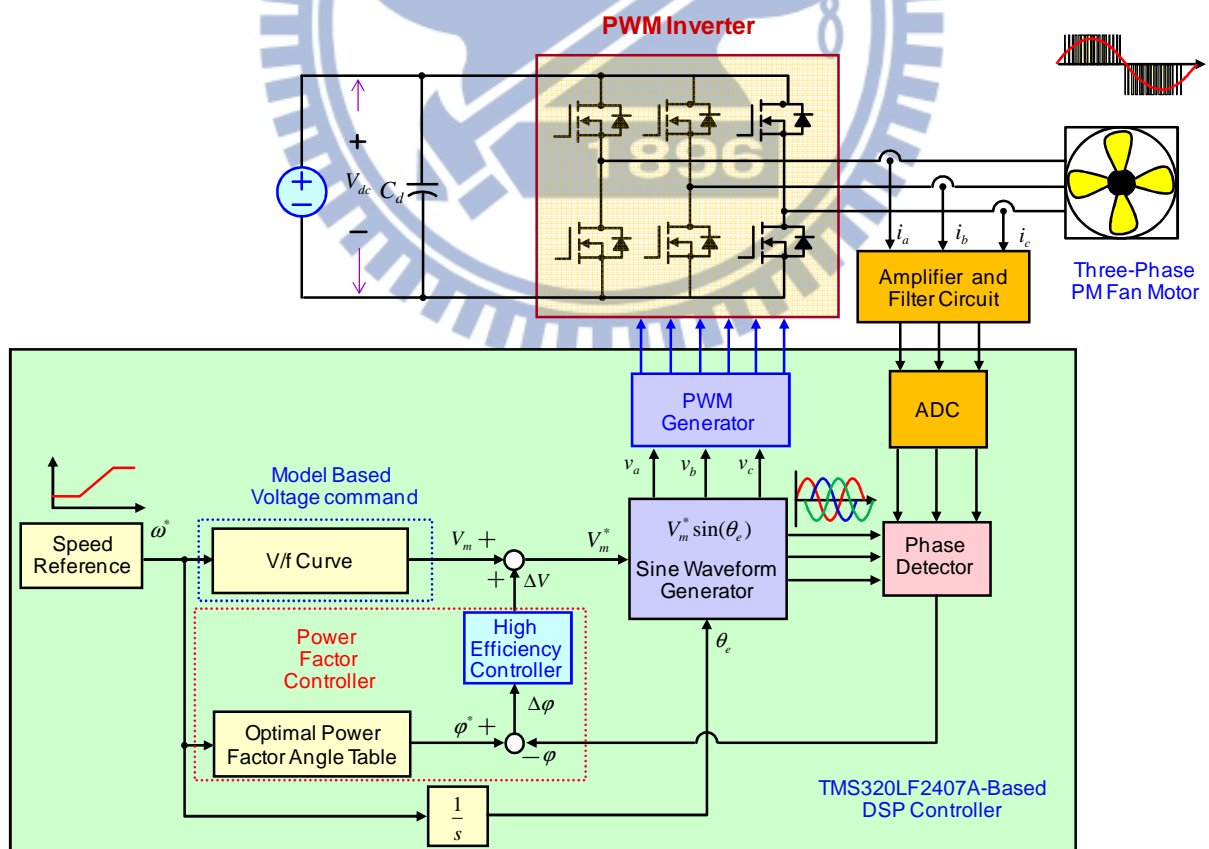 PWM Inverter
1896
+
V_{dc}
−
C_d
i_a
i_b
i_c
Amplifier and
Filter Circuit
Three-Phase
PM Fan Motor
PWM
Generator
ADC
v_a
v_b
v_c
Model Based
Voltage command
Speed
Reference
ω^*
V/f Curve
V_m +
+
ΔV
V_m^*
V_m^* sin(θ_e)
Sine Waveform
Generator
Phase
Detector
Power
Factor
Controller
High
Efficiency
Controller
θ_e
Δφ
Optimal Power
Factor Angle Table
φ^* +
− φ
1
s
TMS320LF2407A-Based
DSP Controller